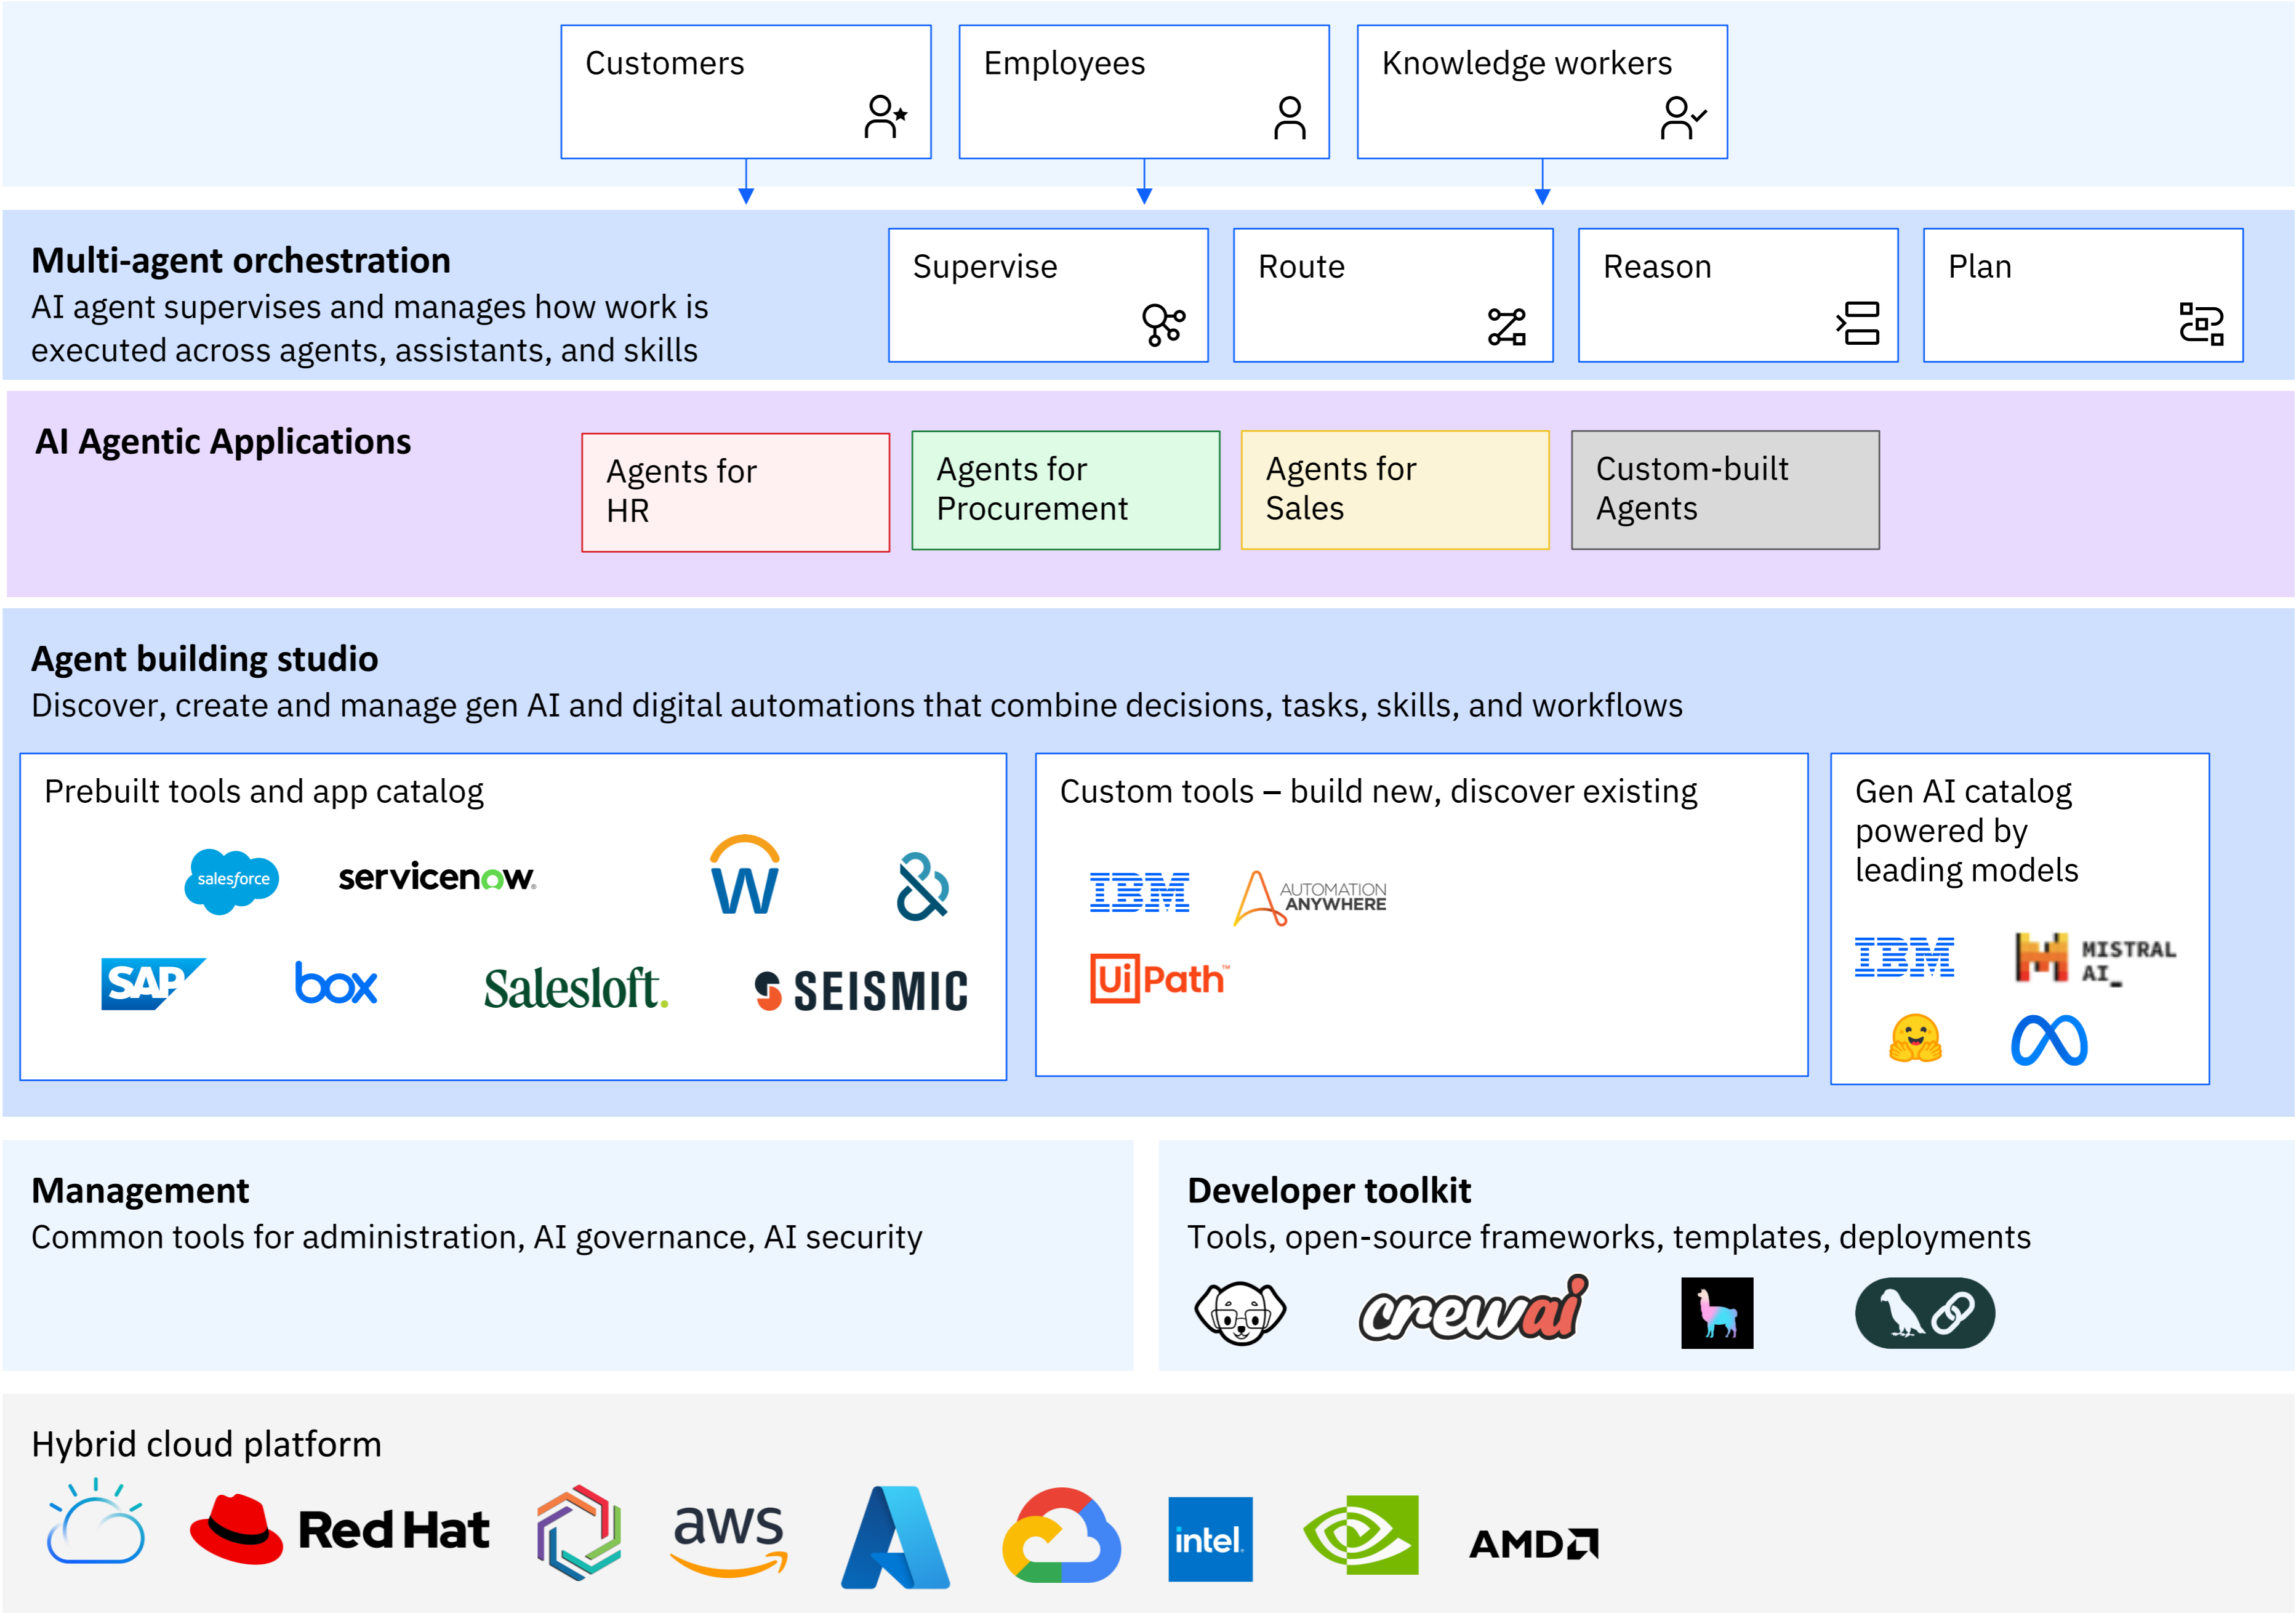 Customers
Employees
Knowledge workers
Multi-agent orchestration
AI agent supervises and manages how work is
executed across agents, assistants, and skills
Supervise
Route
Reason
Plan
AI Agentic Applications
Agents for
HR
Agents for
Procurement
Agents for
Sales
Custom-built
Agents
Agent building studio
Discover, create and manage gen AI and digital automations that combine decisions, tasks, skills, and workflows
Prebuilt tools and app catalog
salesforce
servicenow
W
&
SAP
box
Salesloft.
SEISMIC
Custom tools – build new, discover existing
IBM
AUTOMATION
ANYWHERE
UiPath™
Gen AI catalog
powered by
leading models
IBM
MISTRAL
AI_
Management
Common tools for administration, AI governance, AI security
Developer toolkit
Tools, open-source frameworks, templates, deployments
crewai
Hybrid cloud platform
Red Hat
aws
intel.
AMD